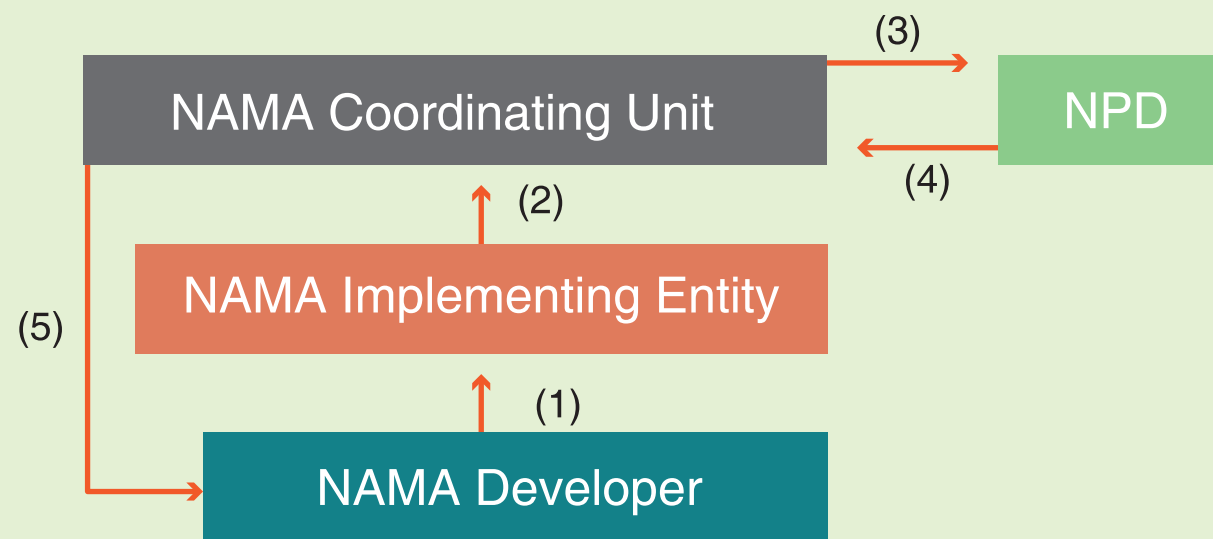 (3)
NAMA Coordinating Unit
NPD
(4)
(2)
NAMA Implementing Entity
(5)
(1)
NAMA Developer